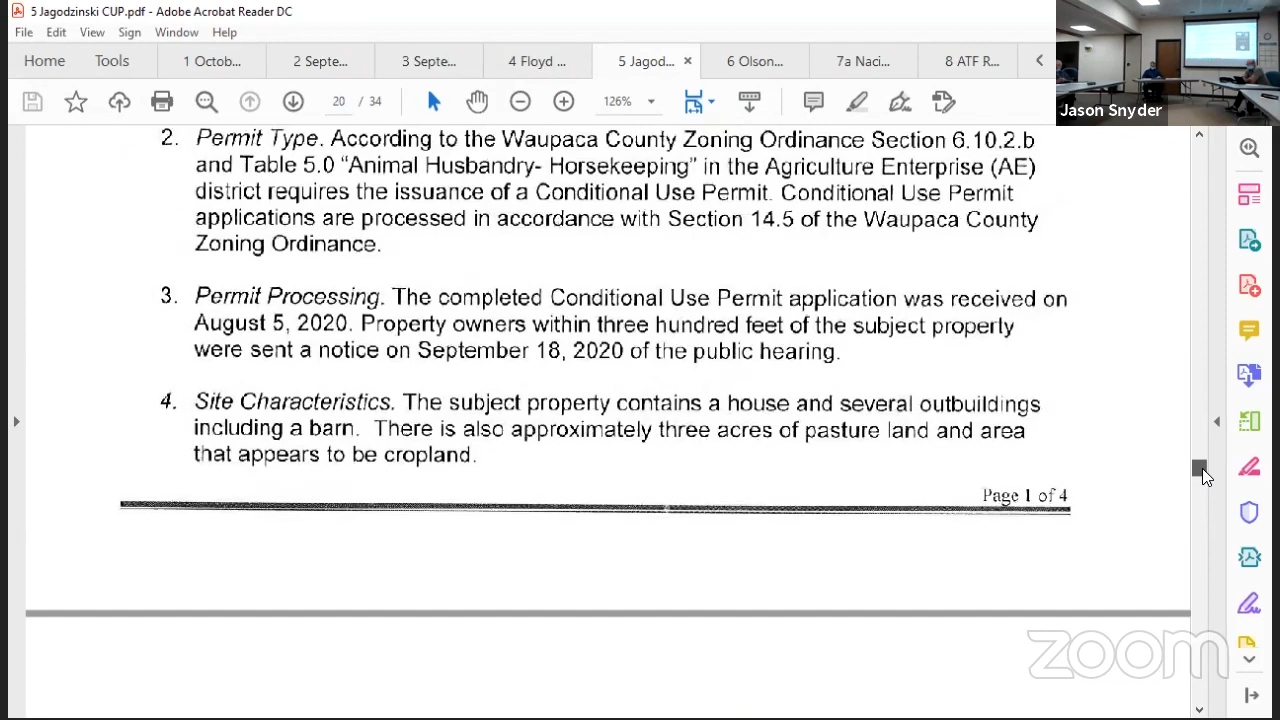 5 Jagodzinski CUP.pdf - Adobe Acrobat Reader DC
File Edit View Sign Window Help
Home Tools 1 Octob... 2 Septe... 3 Septe... 4 Floyd ... 5 Jagod... × 6 Olson... 7a Naci... 8 ATF R...
20 / 34 126%
Jason Snyder
2. Permit Type. According to the Waupaca County Zoning Ordinance Section 6.10.2.b
and Table 5.0 “Animal Husbandry- Horsekeeping” in the Agriculture Enterprise (AE)
district requires the issuance of a Conditional Use Permit. Conditional Use Permit
applications are processed in accordance with Section 14.5 of the Waupaca County
Zoning Ordinance.
3. Permit Processing. The completed Conditional Use Permit application was received on
August 5, 2020. Property owners within three hundred feet of the subject property
were sent a notice on September 18, 2020 of the public hearing.
4. Site Characteristics. The subject property contains a house and several outbuildings
including a barn. There is also approximately three acres of pasture land and area
that appears to be cropland.
Page 1 of 4
zoom